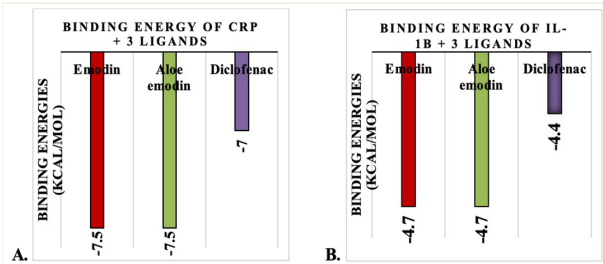 BINDING ENERGY OF CRP
+ 3 LIGANDS
BINDING ENERGIES
(KCAL/MOL)
Emodin
Aloe
emodin
Diclofenac
-7.5
-7.5
-7
A.
BINDING ENERGY OF IL-
1B + 3 LIGANDS
BINDING ENERGIES
(KCAL/MOL)
Emodin
Aloe
emodin
Diclofenac
-4.7
-4.7
-4.4
B.